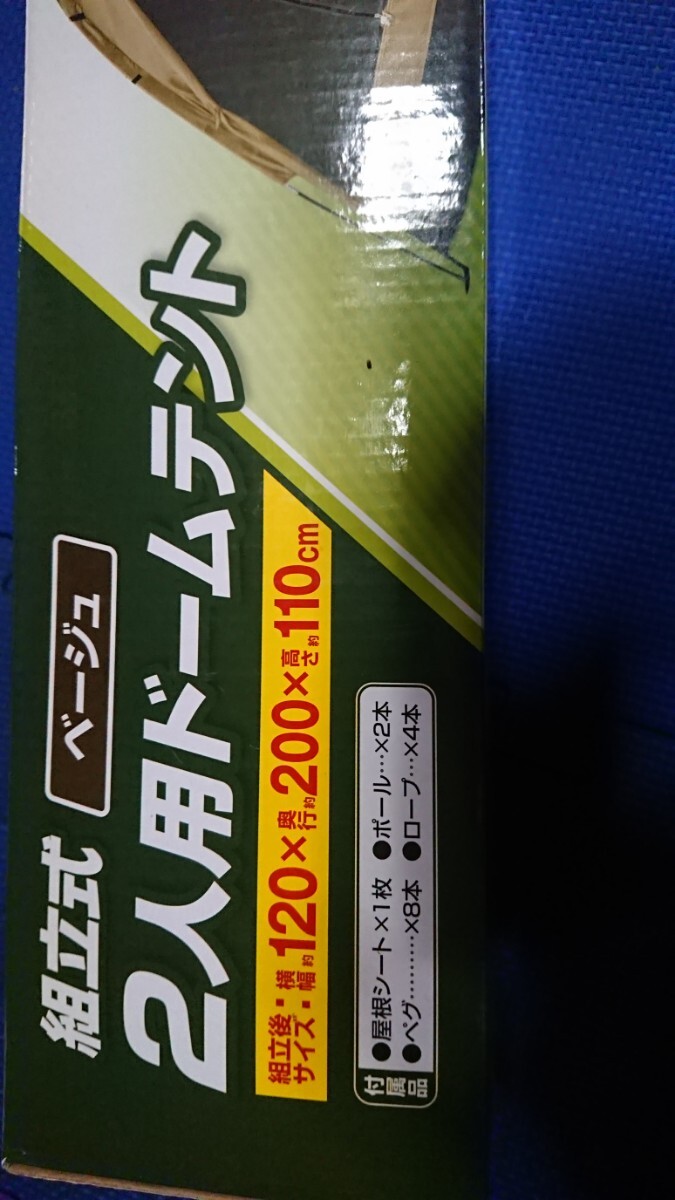 組立式 ベージュ
2人用ドームテント
組立後サイズ:横幅約120×奥行約200×高さ約110cm
付属品
●屋根シート×1枚 ●ポール…×2本
●ペグ………×8本 ●ロープ…×4本